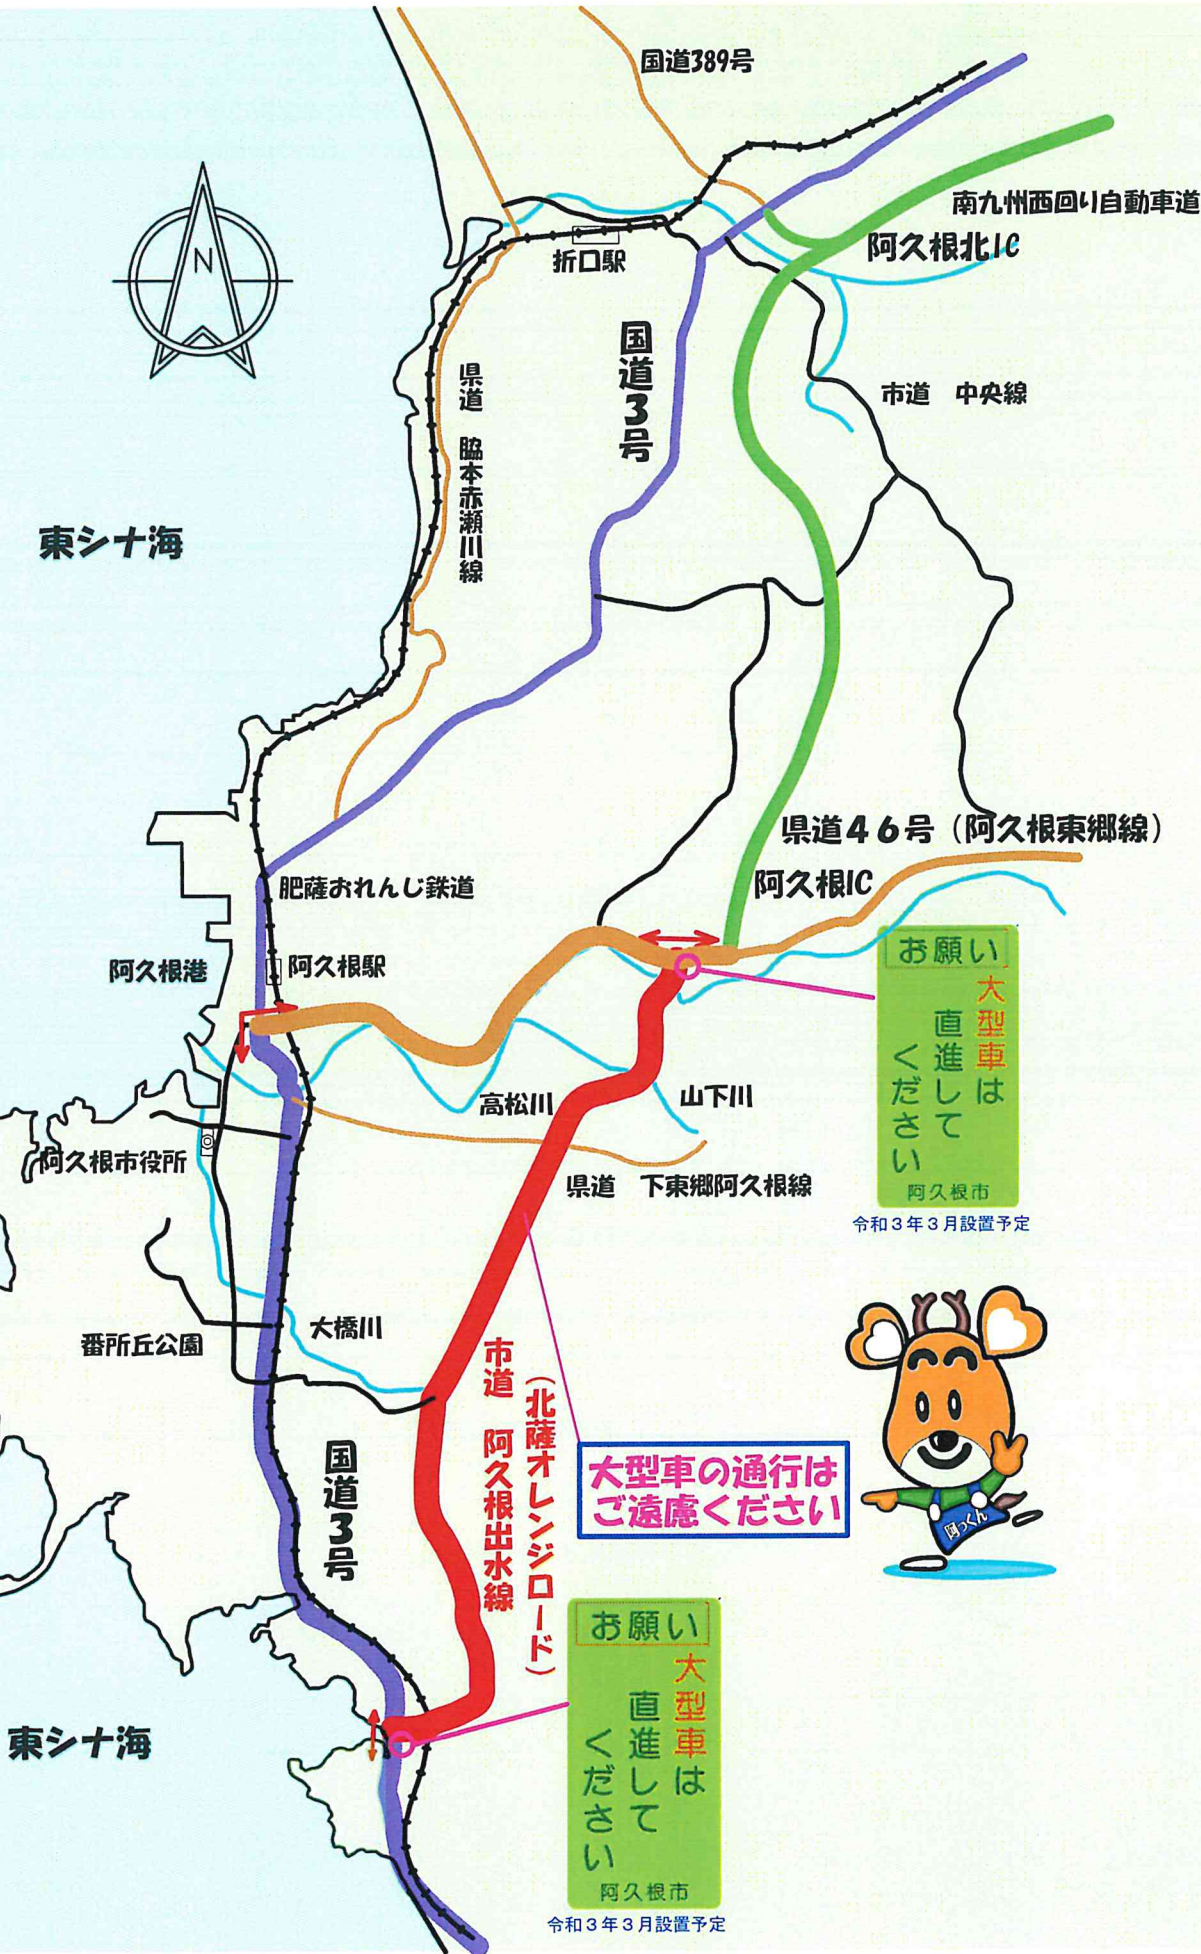 国道389号
南九州西回り自動車道
阿久根北IC
折口駅
N
国道3号
県道　脇本赤瀬川線
市道　中央線
東シナ海
県道46号（阿久根東郷線）
阿久根IC
肥薩おれんじ鉄道
阿久根港
阿久根駅
お願い
大型車は
直進して
ください
阿久根市
令和3年3月設置予定
高松川
山下川
阿久根市役所
県道　下東郷阿久根線
番所丘公園
大橋川
市道　阿久根出水線
（北薩オレンジロード）
国道3号
大型車の通行は
ご遠慮ください
阿っくん
お願い
大型車は
直進して
ください
阿久根市
令和3年3月設置予定
東シナ海